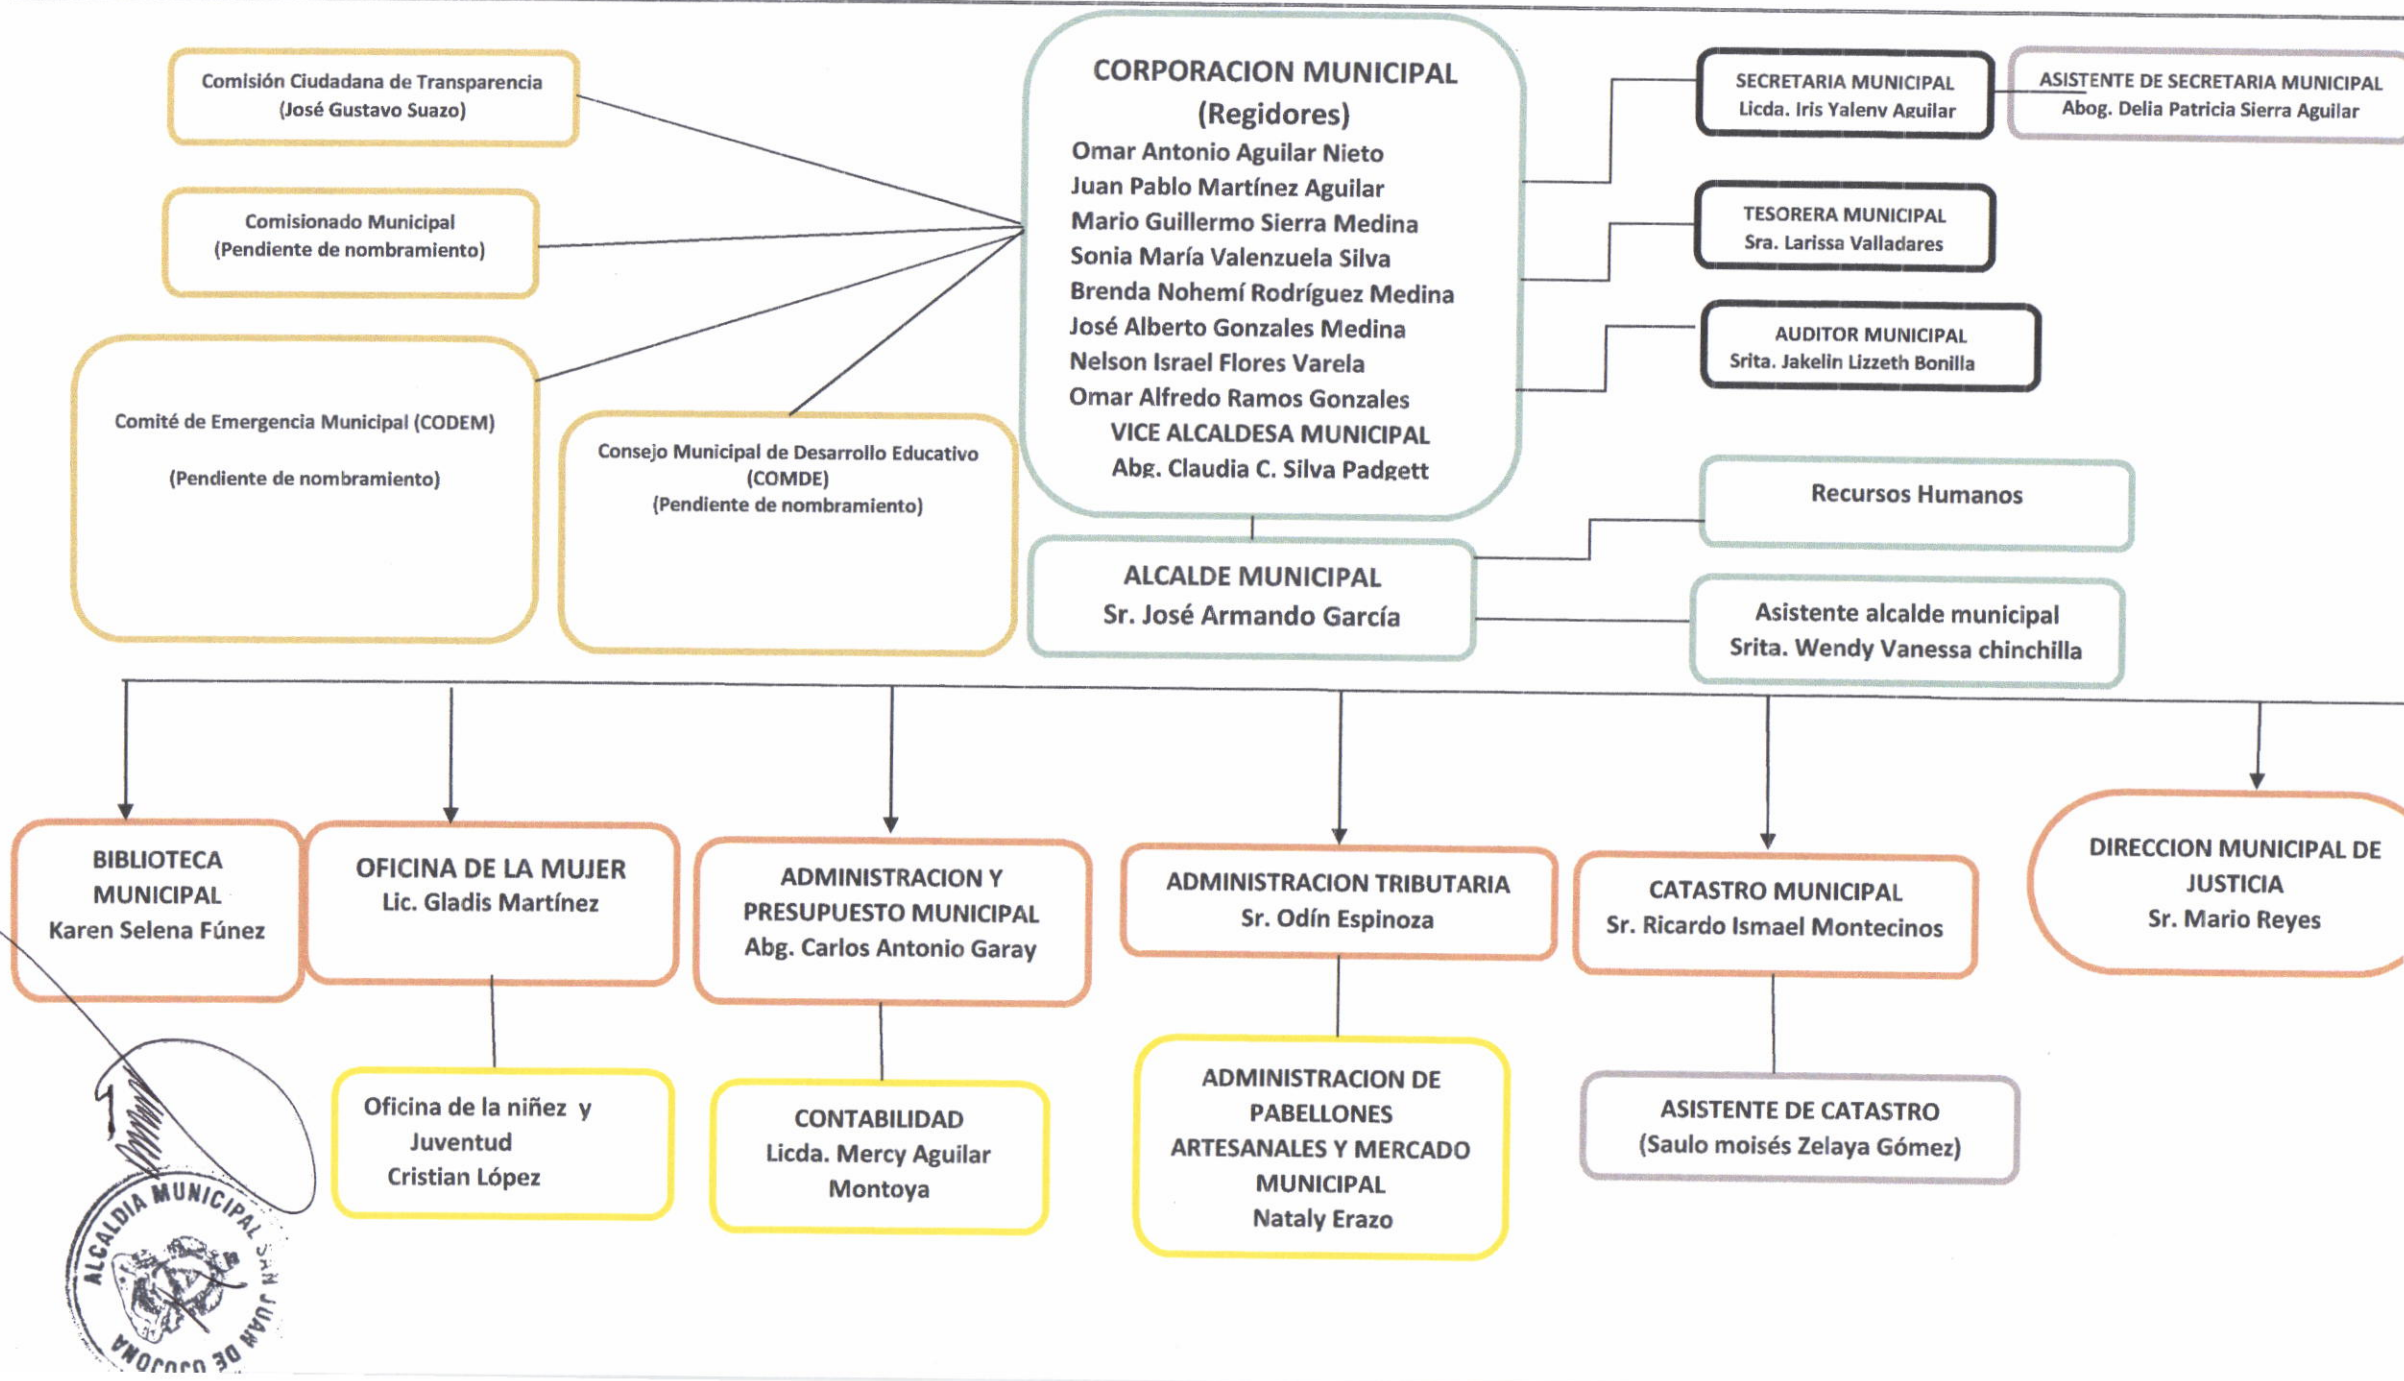 Comisión Ciudadana de Transparencia
(José Gustavo Suazo)
Comisionado Municipal
(Pendiente de nombramiento)
Comité de Emergencia Municipal (CODEM)
(Pendiente de nombramiento)
Consejo Municipal de Desarrollo Educativo
(COMDE)
(Pendiente de nombramiento)
CORPORACION MUNICIPAL
(Regidores)
Omar Antonio Aguilar Nieto
Juan Pablo Martínez Aguilar
Mario Guillermo Sierra Medina
Sonia María Valenzuela Silva
Brenda Nohemí Rodríguez Medina
José Alberto Gonzales Medina
Nelson Israel Flores Varela
Omar Alfredo Ramos Gonzales
VICE ALCALDESA MUNICIPAL
Abg. Claudia C. Silva Padgett
SECRETARIA MUNICIPAL
Licda. Iris Yaleny Aguilar
ASISTENTE DE SECRETARIA MUNICIPAL
Abog. Delia Patricia Sierra Aguilar
TESORERA MUNICIPAL
Sra. Larissa Valladares
AUDITOR MUNICIPAL
Srita. Jakelin Lizzeth Bonilla
ALCALDE MUNICIPAL
Sr. José Armando García
Recursos Humanos
Asistente alcalde municipal
Srita. Wendy Vanessa chinchilla
BIBLIOTECA
MUNICIPAL
Karen Selena Fúnez
OFICINA DE LA MUJER
Lic. Gladis Martínez
ADMINISTRACION Y
PRESUPUESTO MUNICIPAL
Abg. Carlos Antonio Garay
ADMINISTRACION TRIBUTARIA
Sr. Odín Espinoza
CATASTRO MUNICIPAL
Sr. Ricardo Ismael Montecinos
DIRECCION MUNICIPAL DE
JUSTICIA
Sr. Mario Reyes
Oficina de la niñez y
Juventud
Cristian López
CONTABILIDAD
Licda. Mercy Aguilar
Montoya
ADMINISTRACION DE
PABELLONES
ARTESANALES Y MERCADO
MUNICIPAL
Nataly Erazo
ASISTENTE DE CATASTRO
(Saulo moisés Zelaya Gómez)
ALCALDIA MUNICIPAL SAN JUAN DE OJOJONA